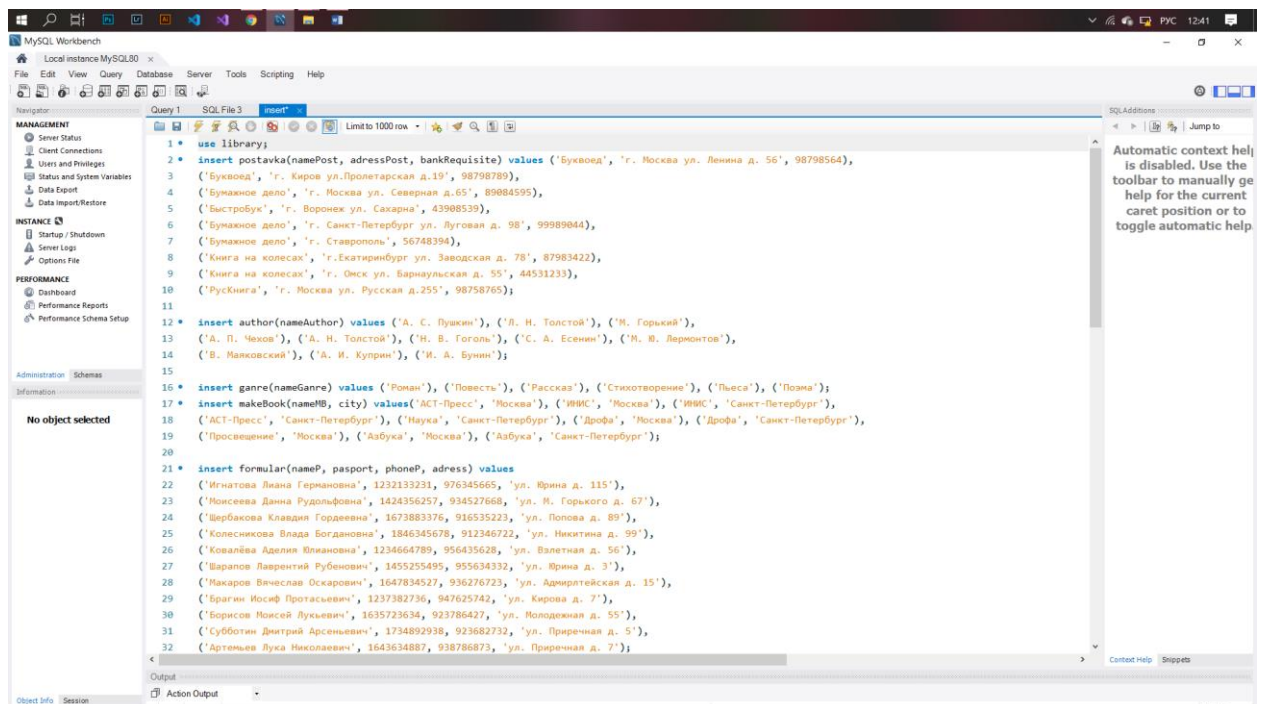 РУС 12:41
MySQL Workbench
Local instance MySQL80
File Edit View Query Database Server Tools Scripting Help
Navigator
MANAGEMENT
Server Status
Client Connections
Users and Privileges
Status and System Variables
Data Export
Data Import/Restore
INSTANCE
Startup / Shutdown
Server Logs
Options File
PERFORMANCE
Dashboard
Performance Reports
Performance Schema Setup
Administration Schemas
Information
No object selected
Object Info Session
Query 1 SQL File 3 insert*
Limit to 1000 row
1 use library;
2 insert postavka(namePost, adressPost, bankRequisite) values ('Буквоед', 'г. Москва ул. Ленина д. 56', 98798564),
3 ('Буквоед', 'г. Киров ул.Пролетарская д.19', 98798789),
4 ('Бумажное дело', 'г. Москва ул. Северная д.65', 89084595),
5 ('БыстроБук', 'г. Воронеж ул. Сахарна', 43908539),
6 ('Бумажное дело', 'г. Санкт-Петербург ул. Луговая д. 98', 99989044),
7 ('Бумажное дело', 'г. Ставрополь', 56748394),
8 ('Книга на колесах', 'г.Екатиринбург ул. Заводская д. 78', 87983422),
9 ('Книга на колесах', 'г. Омск ул. Барнаульская д. 55', 44531233),
10 ('РусКнига', 'г. Москва ул. Русская д.255', 98758765);
11
12 insert author(nameAuthor) values ('А. С. Пушкин'), ('Л. Н. Толстой'), ('М. Горький'),
13 ('А. П. Чехов'), ('А. Н. Толстой'), ('Н. В. Гоголь'), ('С. А. Есенин'), ('М. Ю. Лермонтов'),
14 ('В. Маяковский'), ('А. И. Куприн'), ('И. А. Бунин');
15
16 insert ganre(nameGanre) values ('Роман'), ('Повесть'), ('Рассказ'), ('Стихотворение'), ('Пьеса'), ('Поэма');
17 insert makeBook(nameMB, city) values('АСТ-Пресс', 'Москва'), ('ИНИС', 'Москва'), ('ИНИС', 'Санкт-Петербург'),
18 ('АСТ-Пресс', 'Санкт-Петербург'), ('Наука', 'Санкт-Петербург'), ('Дрофа', 'Москва'), ('Дрофа', 'Санкт-Петербург'),
19 ('Просвещение', 'Москва'), ('Азбука', 'Москва'), ('Азбука', 'Санкт-Петербург');
20
21 insert formular(nameP, pasport, phoneP, adress) values
22 ('Игнатова Лиана Германовна', 1232133231, 976345665, 'ул. Юрина д. 115'),
23 ('Моисеева Данна Рудольфовна', 1424356257, 934527668, 'ул. М. Горького д. 67'),
24 ('Щербакова Клавдия Гордеевна', 1673883376, 916535223, 'ул. Попова д. 89'),
25 ('Колесникова Влада Богдановна', 1846345678, 912346722, 'ул. Никитина д. 99'),
26 ('Ковалёва Аделия Юлиановна', 1234664789, 956435628, 'ул. Взлетная д. 56'),
27 ('Шарапов Лаврентий Рубенович', 1455255495, 955634332, 'ул. Юрина д. 3'),
28 ('Макаров Вячеслав Оскарович', 1647834527, 936276723, 'ул. Адмирлтейская д. 15'),
29 ('Брагин Иосиф Протасьевич', 1237382736, 947625742, 'ул. Кирова д. 7'),
30 ('Борисов Моисей Лукьевич', 1635723634, 923786427, 'ул. Молодежная д. 55'),
31 ('Субботин Дмитрий Арсеньевич', 1734892938, 923682732, 'ул. Приречная д. 5'),
32 ('Артемьев Лука Николаевич', 1643634887, 938786873, 'ул. Приречная д. 7');
Output
Action Output
SQLAdditions
Jump to
Automatic context help
is disabled. Use the
toolbar to manually ge
help for the current
caret position or to
toggle automatic help.
Context Help Snippets